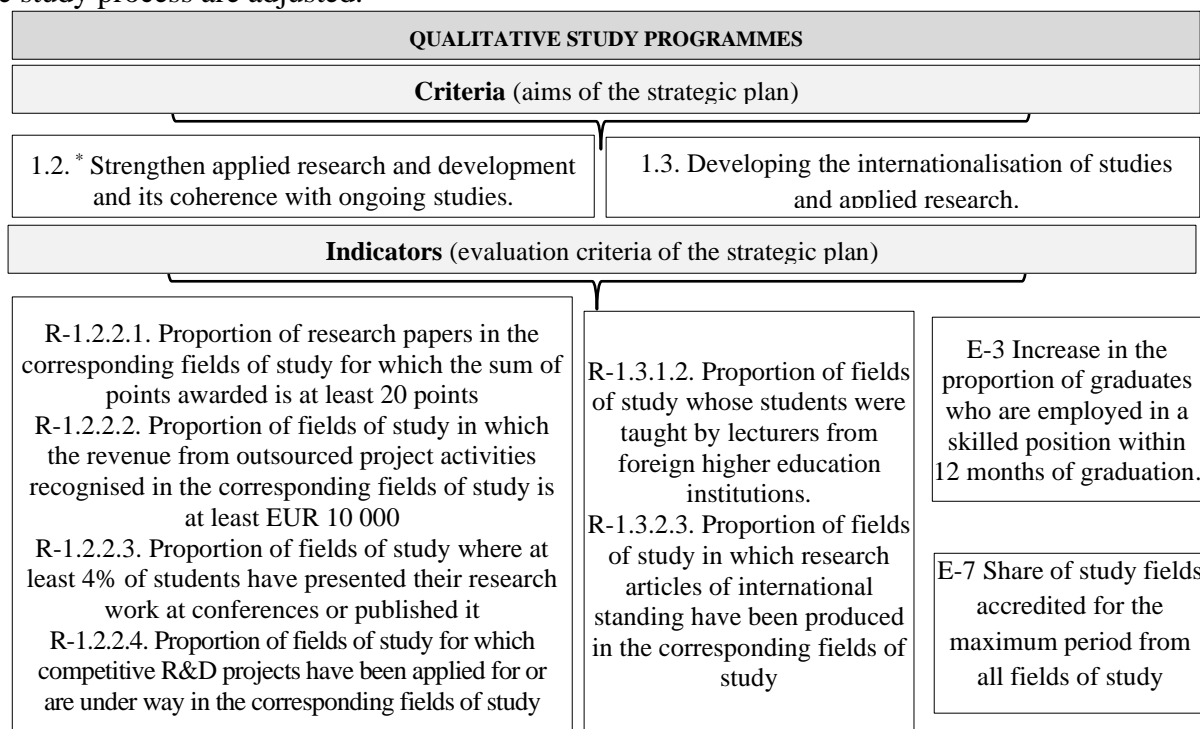 e study process are adjusted.
QUALITATIVE STUDY PROGRAMMES
Criteria (aims of the strategic plan)
1.2. * Strengthen applied research and development
and its coherence with ongoing studies.
1.3. Developing the internationalisation of studies
and applied research.
Indicators (evaluation criteria of the strategic plan)
R-1.2.2.1. Proportion of research papers in the
corresponding fields of study for which the sum of
points awarded is at least 20 points
R-1.2.2.2. Proportion of fields of study in which
the revenue from outsourced project activities
recognised in the corresponding fields of study is
at least EUR 10 000
R-1.2.2.3. Proportion of fields of study where at
least 4% of students have presented their research
work at conferences or published it
R-1.2.2.4. Proportion of fields of study for which
competitive R&D projects have been applied for or
are under way in the corresponding fields of study
R-1.3.1.2. Proportion of fields
of study whose students were
taught by lecturers from
foreign higher education
institutions.
R-1.3.2.3. Proportion of fields
of study in which research
articles of international
standing have been produced
in the corresponding fields of
study
E-3 Increase in the
proportion of graduates
who are employed in a
skilled position within
12 months of graduation.
E-7 Share of study fields
accredited for the
maximum period from
all fields of study